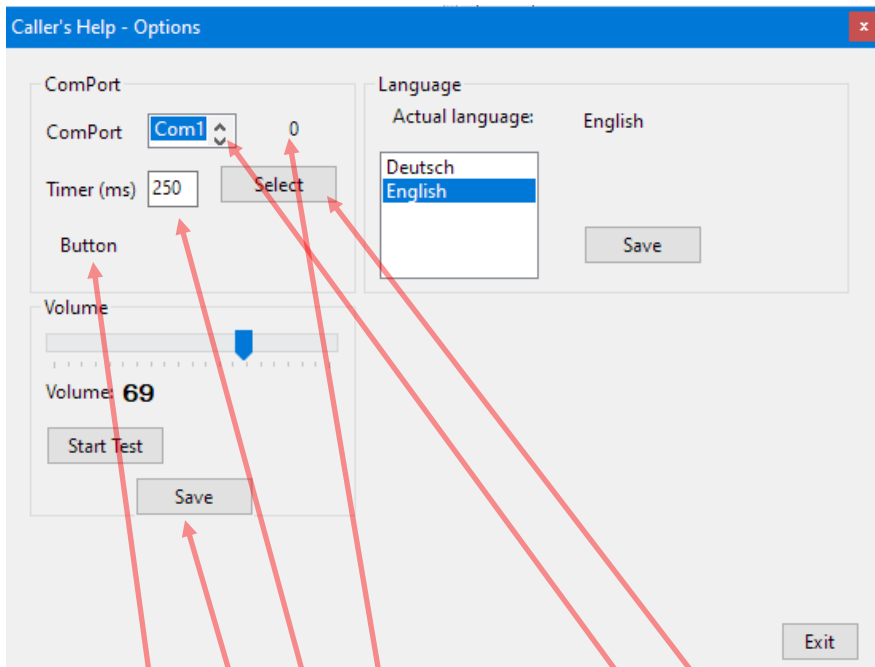 Caller's Help - Options
x
ComPort
ComPort Com1 0
Timer (ms) 250 Select
Button
Language
Actual language: English
Deutsch
English
Save
Volume
Volume: 69
Start Test
Save
Exit